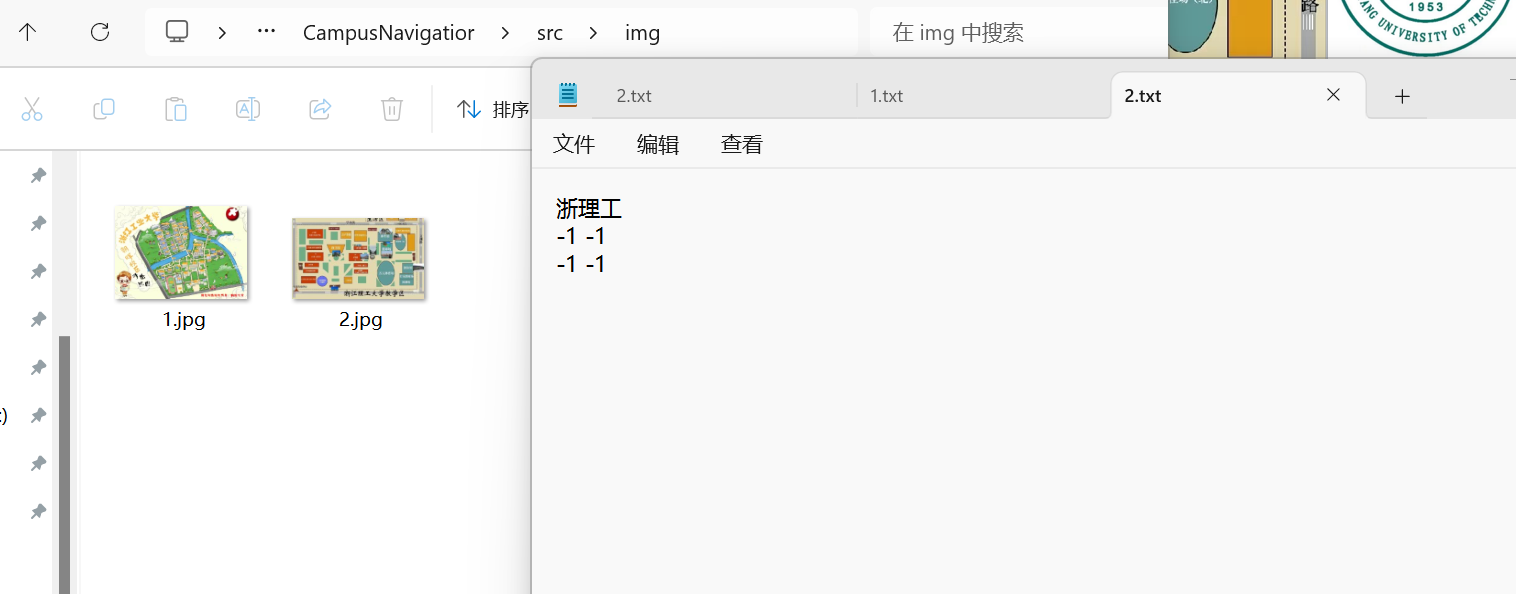 CampusNavigatior
src
img
在 img 中搜索
路
1953
ANG UNIVERSITY OF TECHN
排序
2.txt
1.txt
2.txt
文件
编辑
查看
浙理工
-1 -1
-1 -1
1.jpg
2.jpg
:)